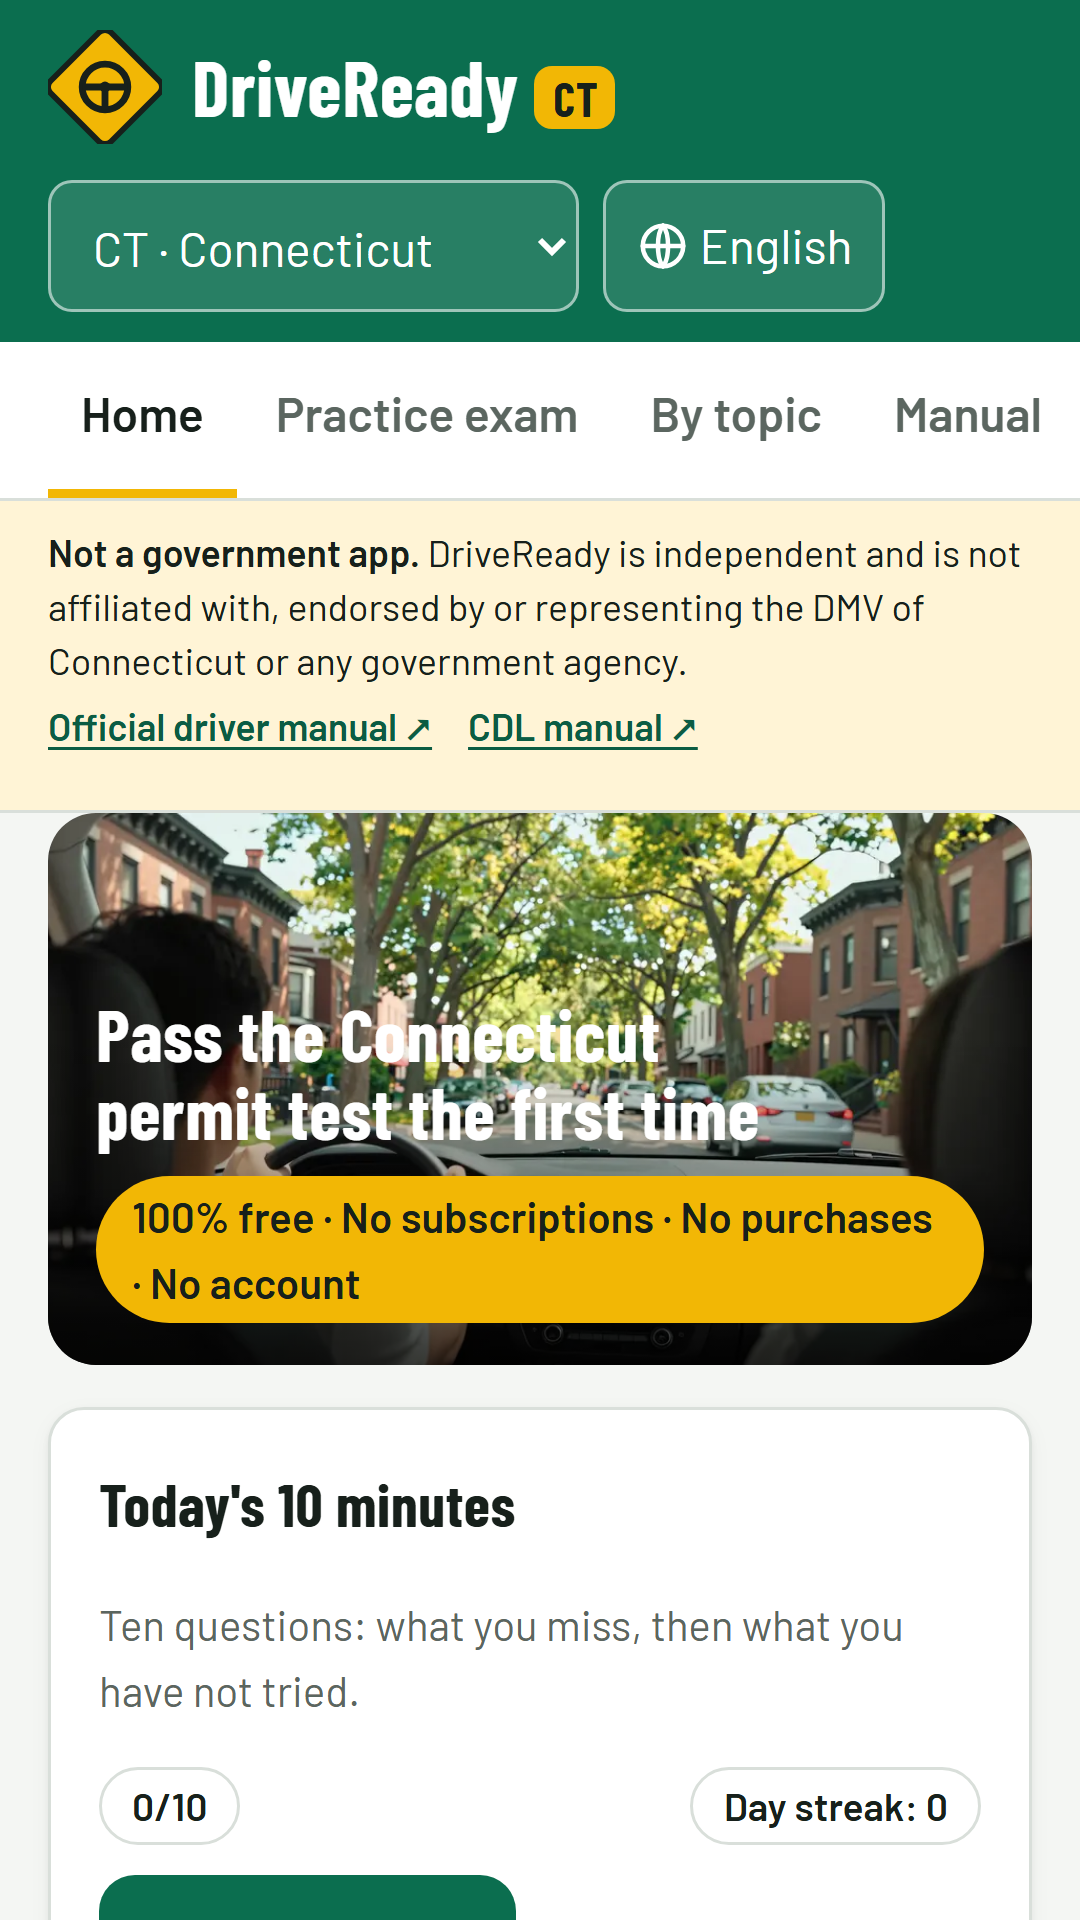 DriveReady CT
CT · Connecticut
English
Home Practice exam By topic Manual
Not a government app. DriveReady is independent and is not
affiliated with, endorsed by or representing the DMV of
Connecticut or any government agency.
Official driver manual ↗ CDL manual ↗
Pass the Connecticut
permit test the first time
100% free · No subscriptions · No purchases
· No account
Today's 10 minutes
Ten questions: what you miss, then what you
have not tried.
0/10
Day streak: 0